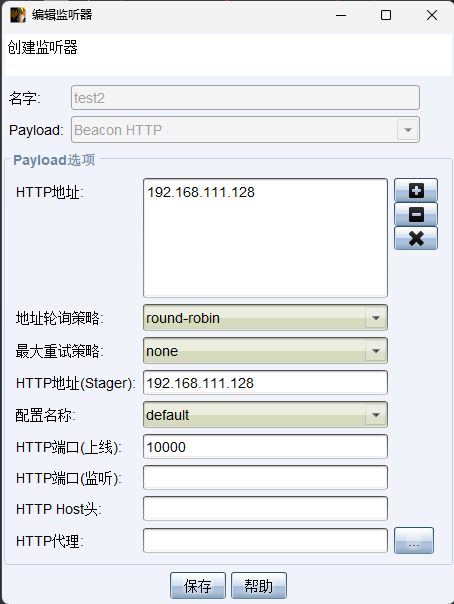 编辑监听器
创建监听器
名字: test2
Payload: Beacon HTTP
Payload选项
HTTP地址: 192.168.111.128
地址轮询策略: round-robin
最大重试策略: none
HTTP地址(Stager): 192.168.111.128
配置名称: default
HTTP端口(上线): 10000
HTTP端口(监听):
HTTP Host头:
HTTP代理: ...
保存 帮助